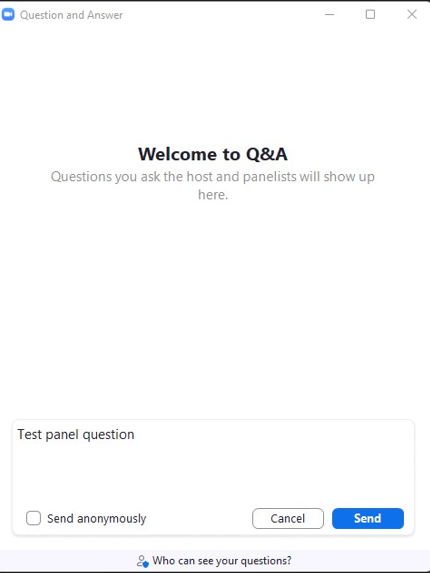 Question and Answer
Welcome to Q&A
Questions you ask the host and panelists will show up
here.
Test panel question
Send anonymously
Cancel
Send
Who can see your questions?